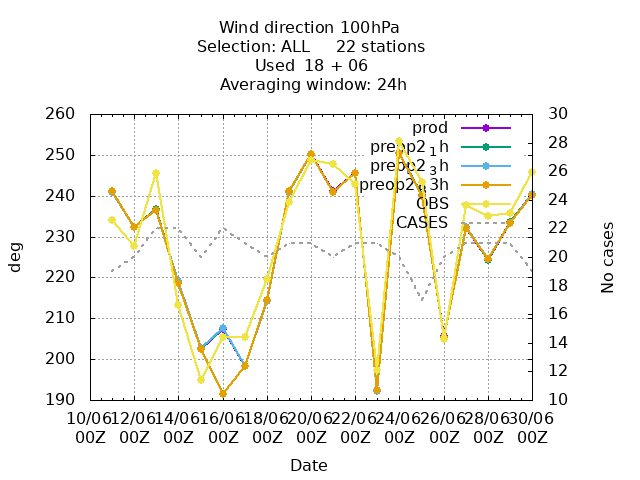 Wind direction 100hPa
Selection: ALL 22 stations
Used 18 + 06
Averaging window: 24h
260 30
250 28
240 26
230 24
220 22
210 20
200 18
190 16
14
12
10
deg
No cases
prod
preop2_1h
preop2_3h
OBS
CASES
10/06 12/06 14/06 16/06 18/06 20/06 22/06 24/06 26/06 28/06 30/06
00Z 00Z 00Z 00Z 00Z 00Z 00Z 00Z 00Z 00Z 00Z
Date